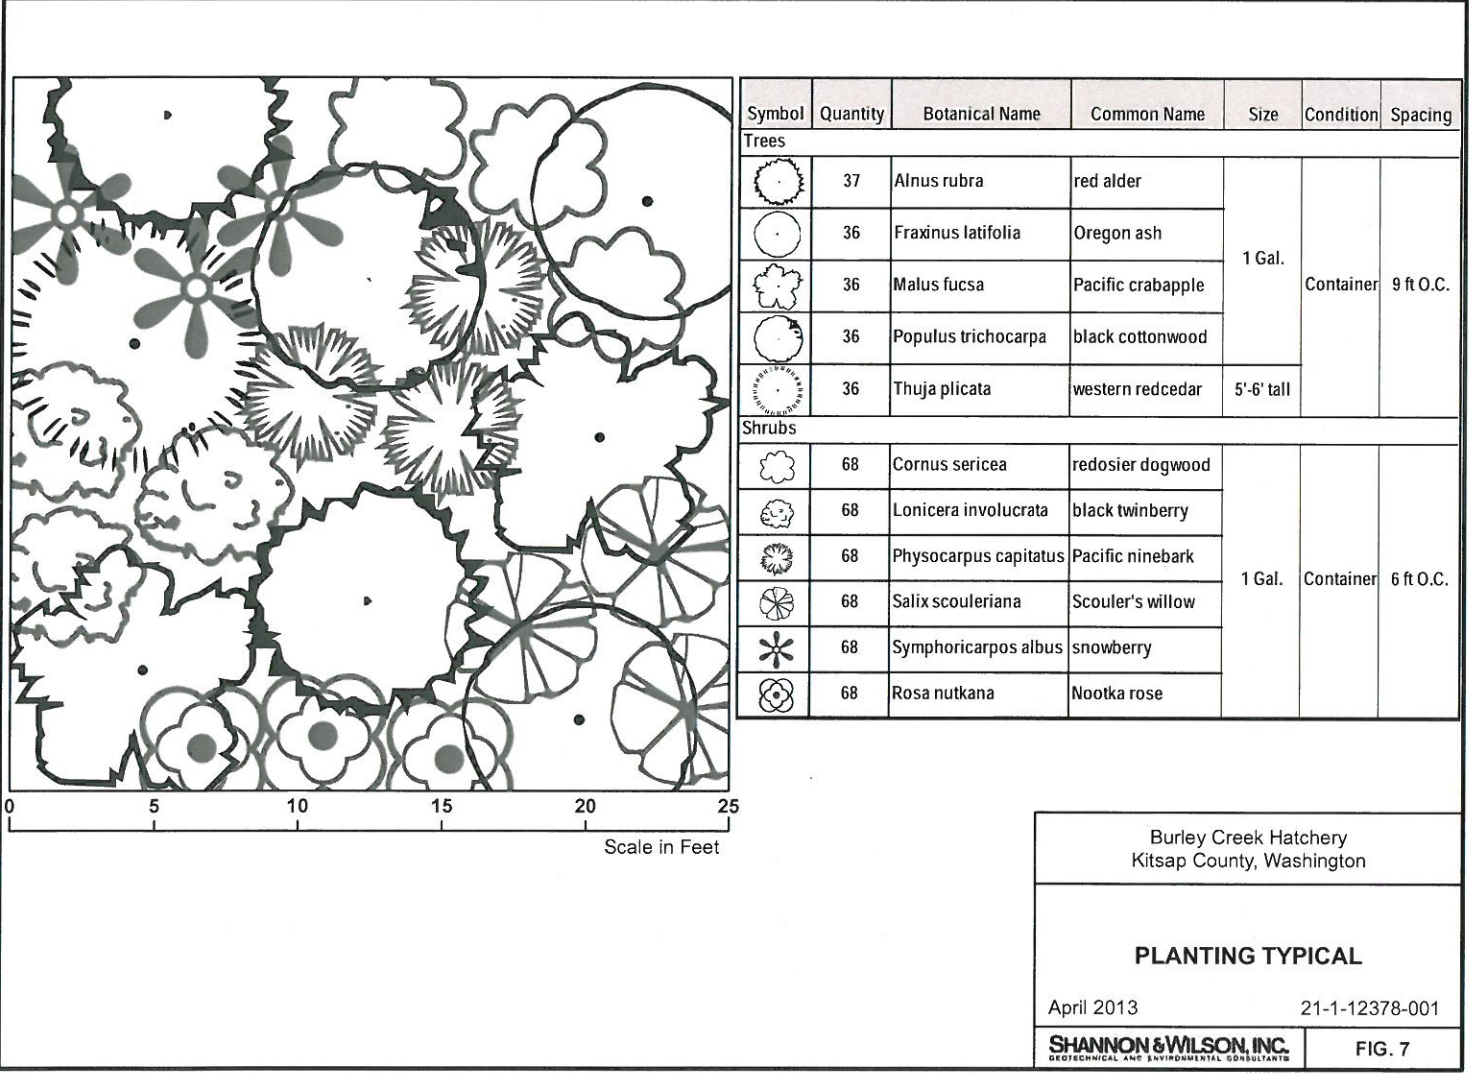 Symbol Quantity Botanical Name Common Name Size Condition Spacing
Trees
37 Alnus rubra red alder
36 Fraxinus latifolia Oregon ash
1 Gal.
36 Malus fucsa Pacific crabapple Container 9 ft O.C.
36 Populus trichocarpa black cottonwood
36 Thuja plicata western redcedar 5'-6' tall
Shrubs
68 Cornus sericea redosier dogwood
68 Lonicera involucrata black twinberry
68 Physocarpus capitatus Pacific ninebark
1 Gal. Container 6 ft O.C.
68 Salix scouleriana Scouler's willow
68 Symphoricarpos albus snowberry
68 Rosa nutkana Nootka rose
0 5 10 15 20 25
Scale in Feet
Burley Creek Hatchery
Kitsap County, Washington
PLANTING TYPICAL
April 2013 21-1-12378-001
SHANNON & WILSON, INC.
GEOTECHNICAL AND ENVIRONMENTAL CONSULTANTS
FIG. 7